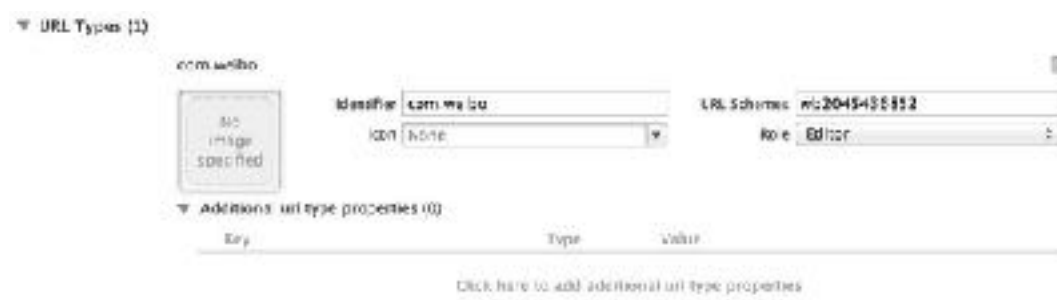 URL Types (1)
com.weibo
No image specified
Identifier com.weibo
URL Schemes wb2045436852
Icon None
Role Editor
Additional url type properties (0)
Key Type Value
Click here to add additional url type properties